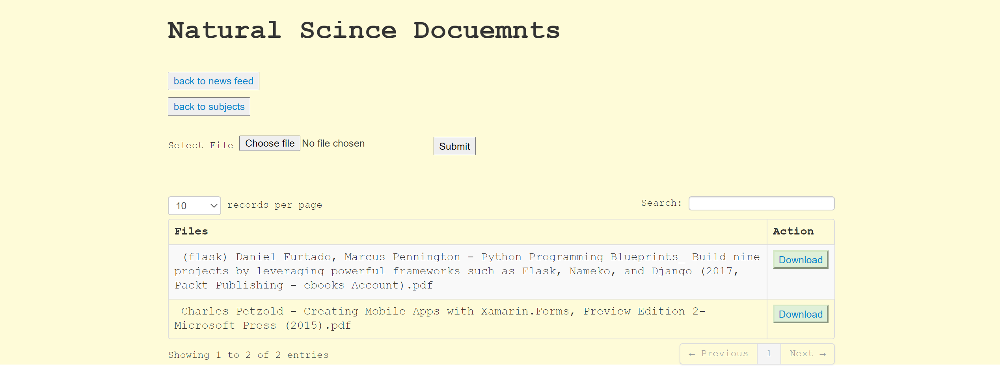 Natural Scince Docuemnts
back to news feed
back to subjects
Select File Choose file No file chosen Submit
10 records per page Search:
Files Action
(flask) Daniel Furtado, Marcus Pennington - Python Programming Blueprints_ Build nine Download
projects by leveraging powerful frameworks such as Flask, Nameko, and Django (2017,
Packt Publishing - ebooks Account).pdf
Charles Petzold - Creating Mobile Apps with Xamarin.Forms, Preview Edition 2- Download
Microsoft Press (2015).pdf
Showing 1 to 2 of 2 entries ← Previous 1 Next →